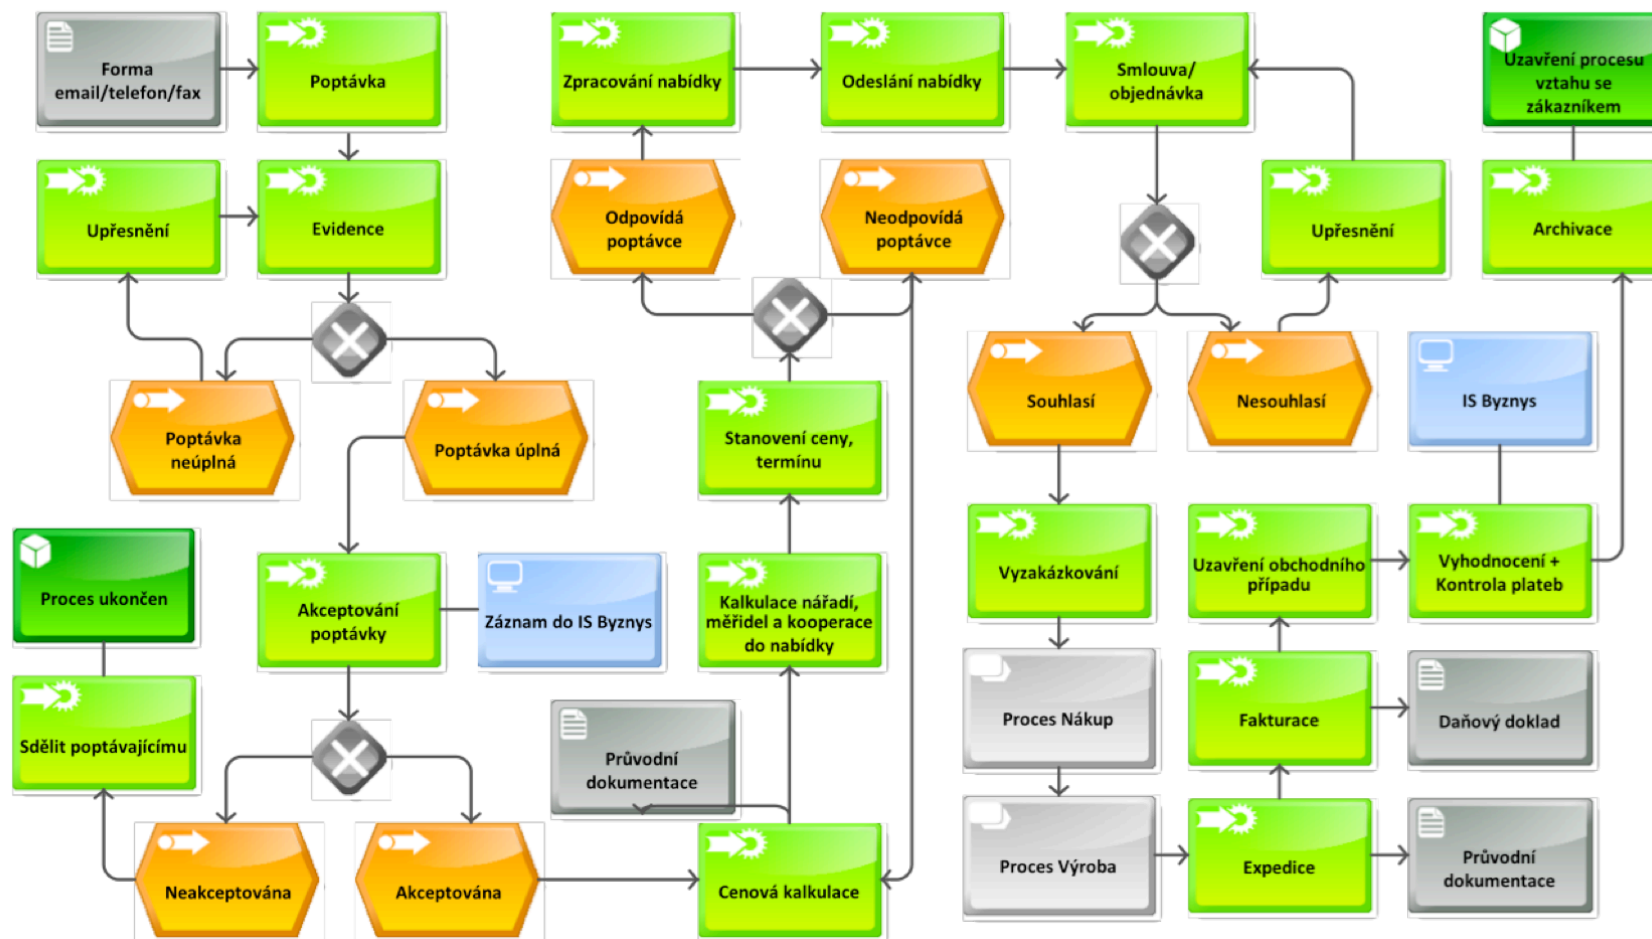 Forma
email/telefon/fax
Poptávka
Upřesnění
Evidence
Poptávka
neúplná
Poptávka úplná
Proces ukončen
Akceptování
poptávky
Záznam do IS Byznys
Sdělit poptávajícímu
Neakceptována
Akceptována
Průvodní
dokumentace
Cenová kalkulace
Kalkulace nářadí,
měřidel a kooperace
do nabídky
Stanovení ceny,
termínu
Odpovídá
poptávce
Neodpovídá
poptávce
Zpracování nabídky
Odeslání nabídky
Smlouva/
objednávka
Upřesnění
Souhlasí
Nesouhlasí
Vyzakázkování
Proces Nákup
Proces Výroba
Expedice
Průvodní
dokumentace
Fakturace
Daňový doklad
Uzavření obchodního
případu
Vyhodnocení +
Kontrola plateb
IS Byznys
Archivace
Uzavření procesu
vztahu se
zákazníkem